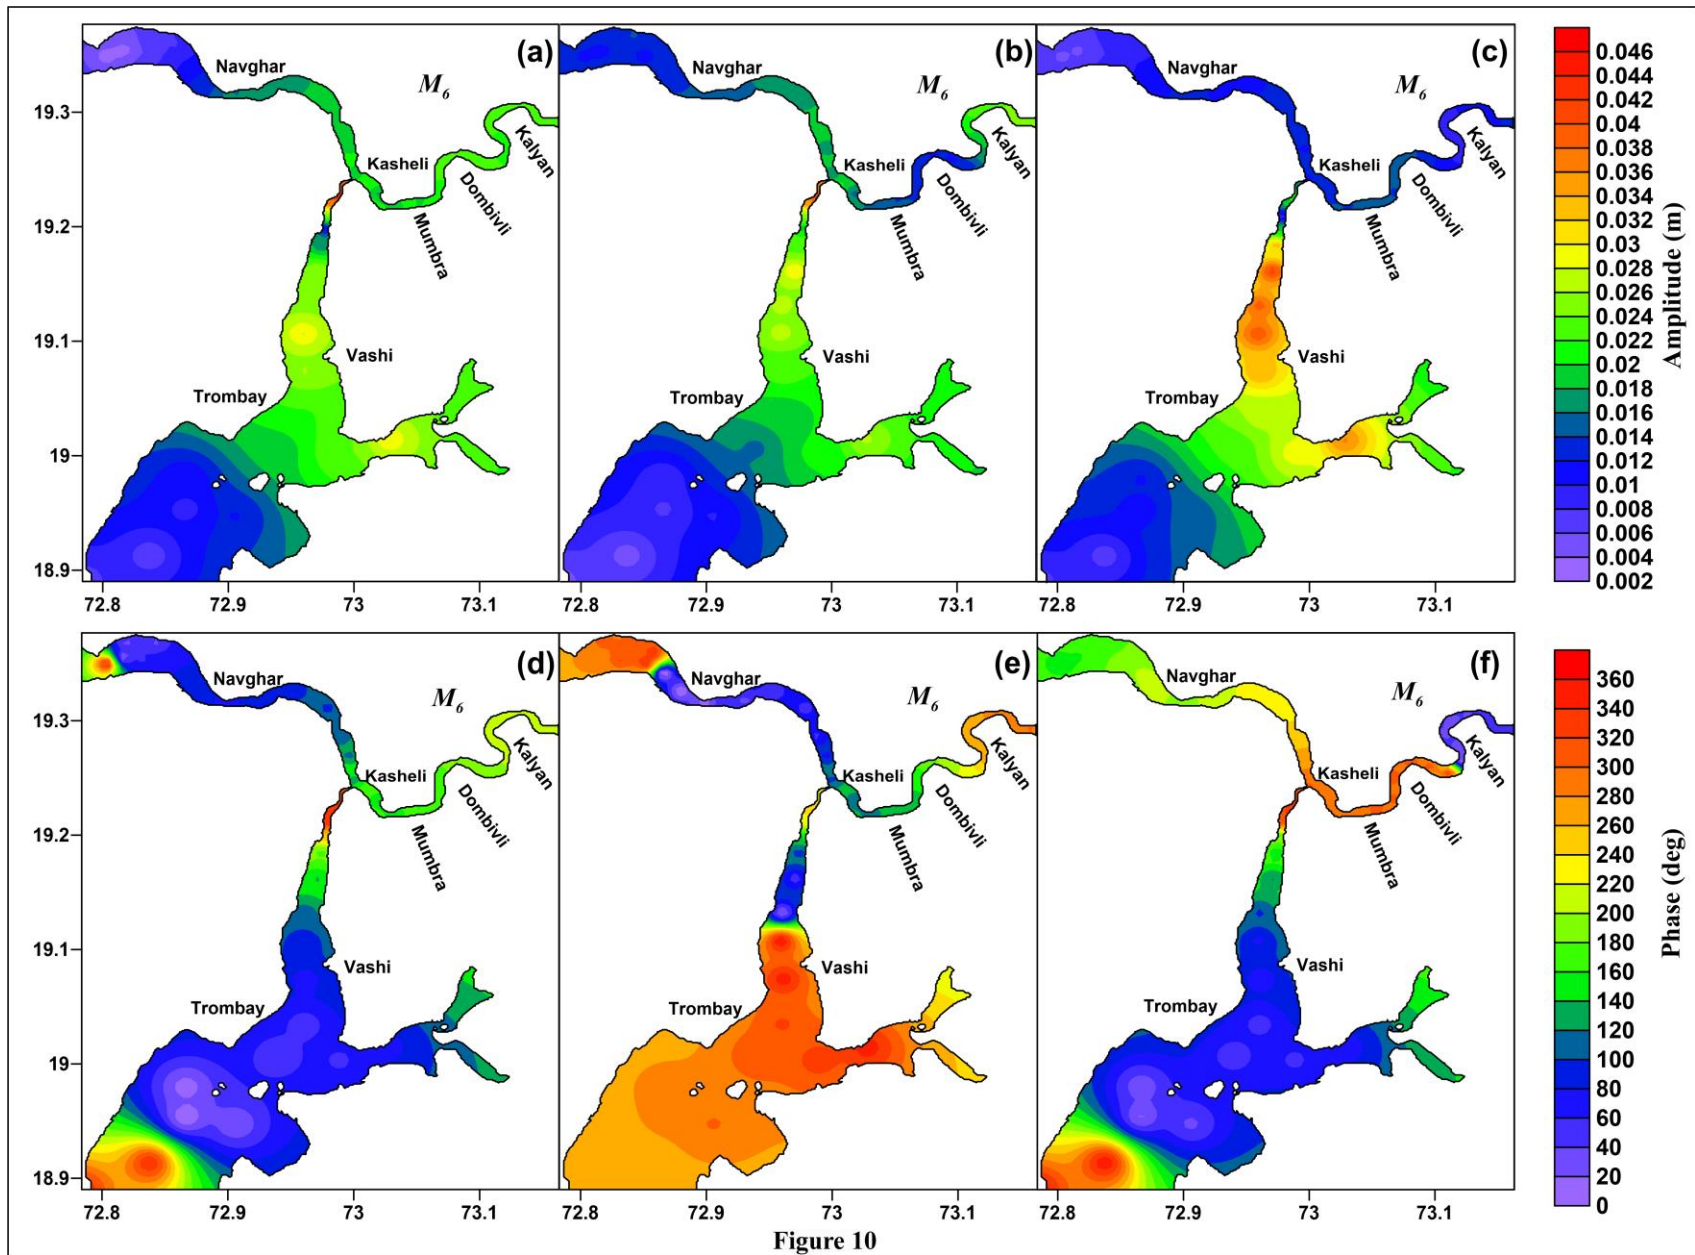 (a)
Navghar
M6
Kasheli
Kalyan
Dombivli
Mumbra
Vashi
Trombay
19.3
19.2
19.1
19
18.9
72.8
72.9
73
73.1
(b)
Navghar
M6
Kasheli
Kalyan
Dombivli
Mumbra
Vashi
Trombay
72.8
72.9
73
73.1
(c)
Navghar
M6
Kasheli
Kalyan
Dombivli
Mumbra
Vashi
Trombay
72.8
72.9
73
73.1
0.046
0.044
0.042
0.04
0.038
0.036
0.034
0.032
0.03
0.028
0.026
0.024
0.022
0.02
0.018
0.016
0.014
0.012
0.01
0.008
0.006
0.004
0.002
Amplitude (m)
(d)
Navghar
M6
Kasheli
Kalyan
Dombivli
Mumbra
Vashi
Trombay
19.3
19.2
19.1
19
18.9
72.8
72.9
73
73.1
(e)
Navghar
M6
Kasheli
Kalyan
Dombivli
Mumbra
Vashi
Trombay
72.8
72.9
73
73.1
(f)
Navghar
M6
Kasheli
Kalyan
Dombivli
Mumbra
Vashi
Trombay
72.8
72.9
73
73.1
360
340
320
300
280
260
240
220
200
180
160
140
120
100
80
60
40
20
0
Phase (deg)
Figure 10